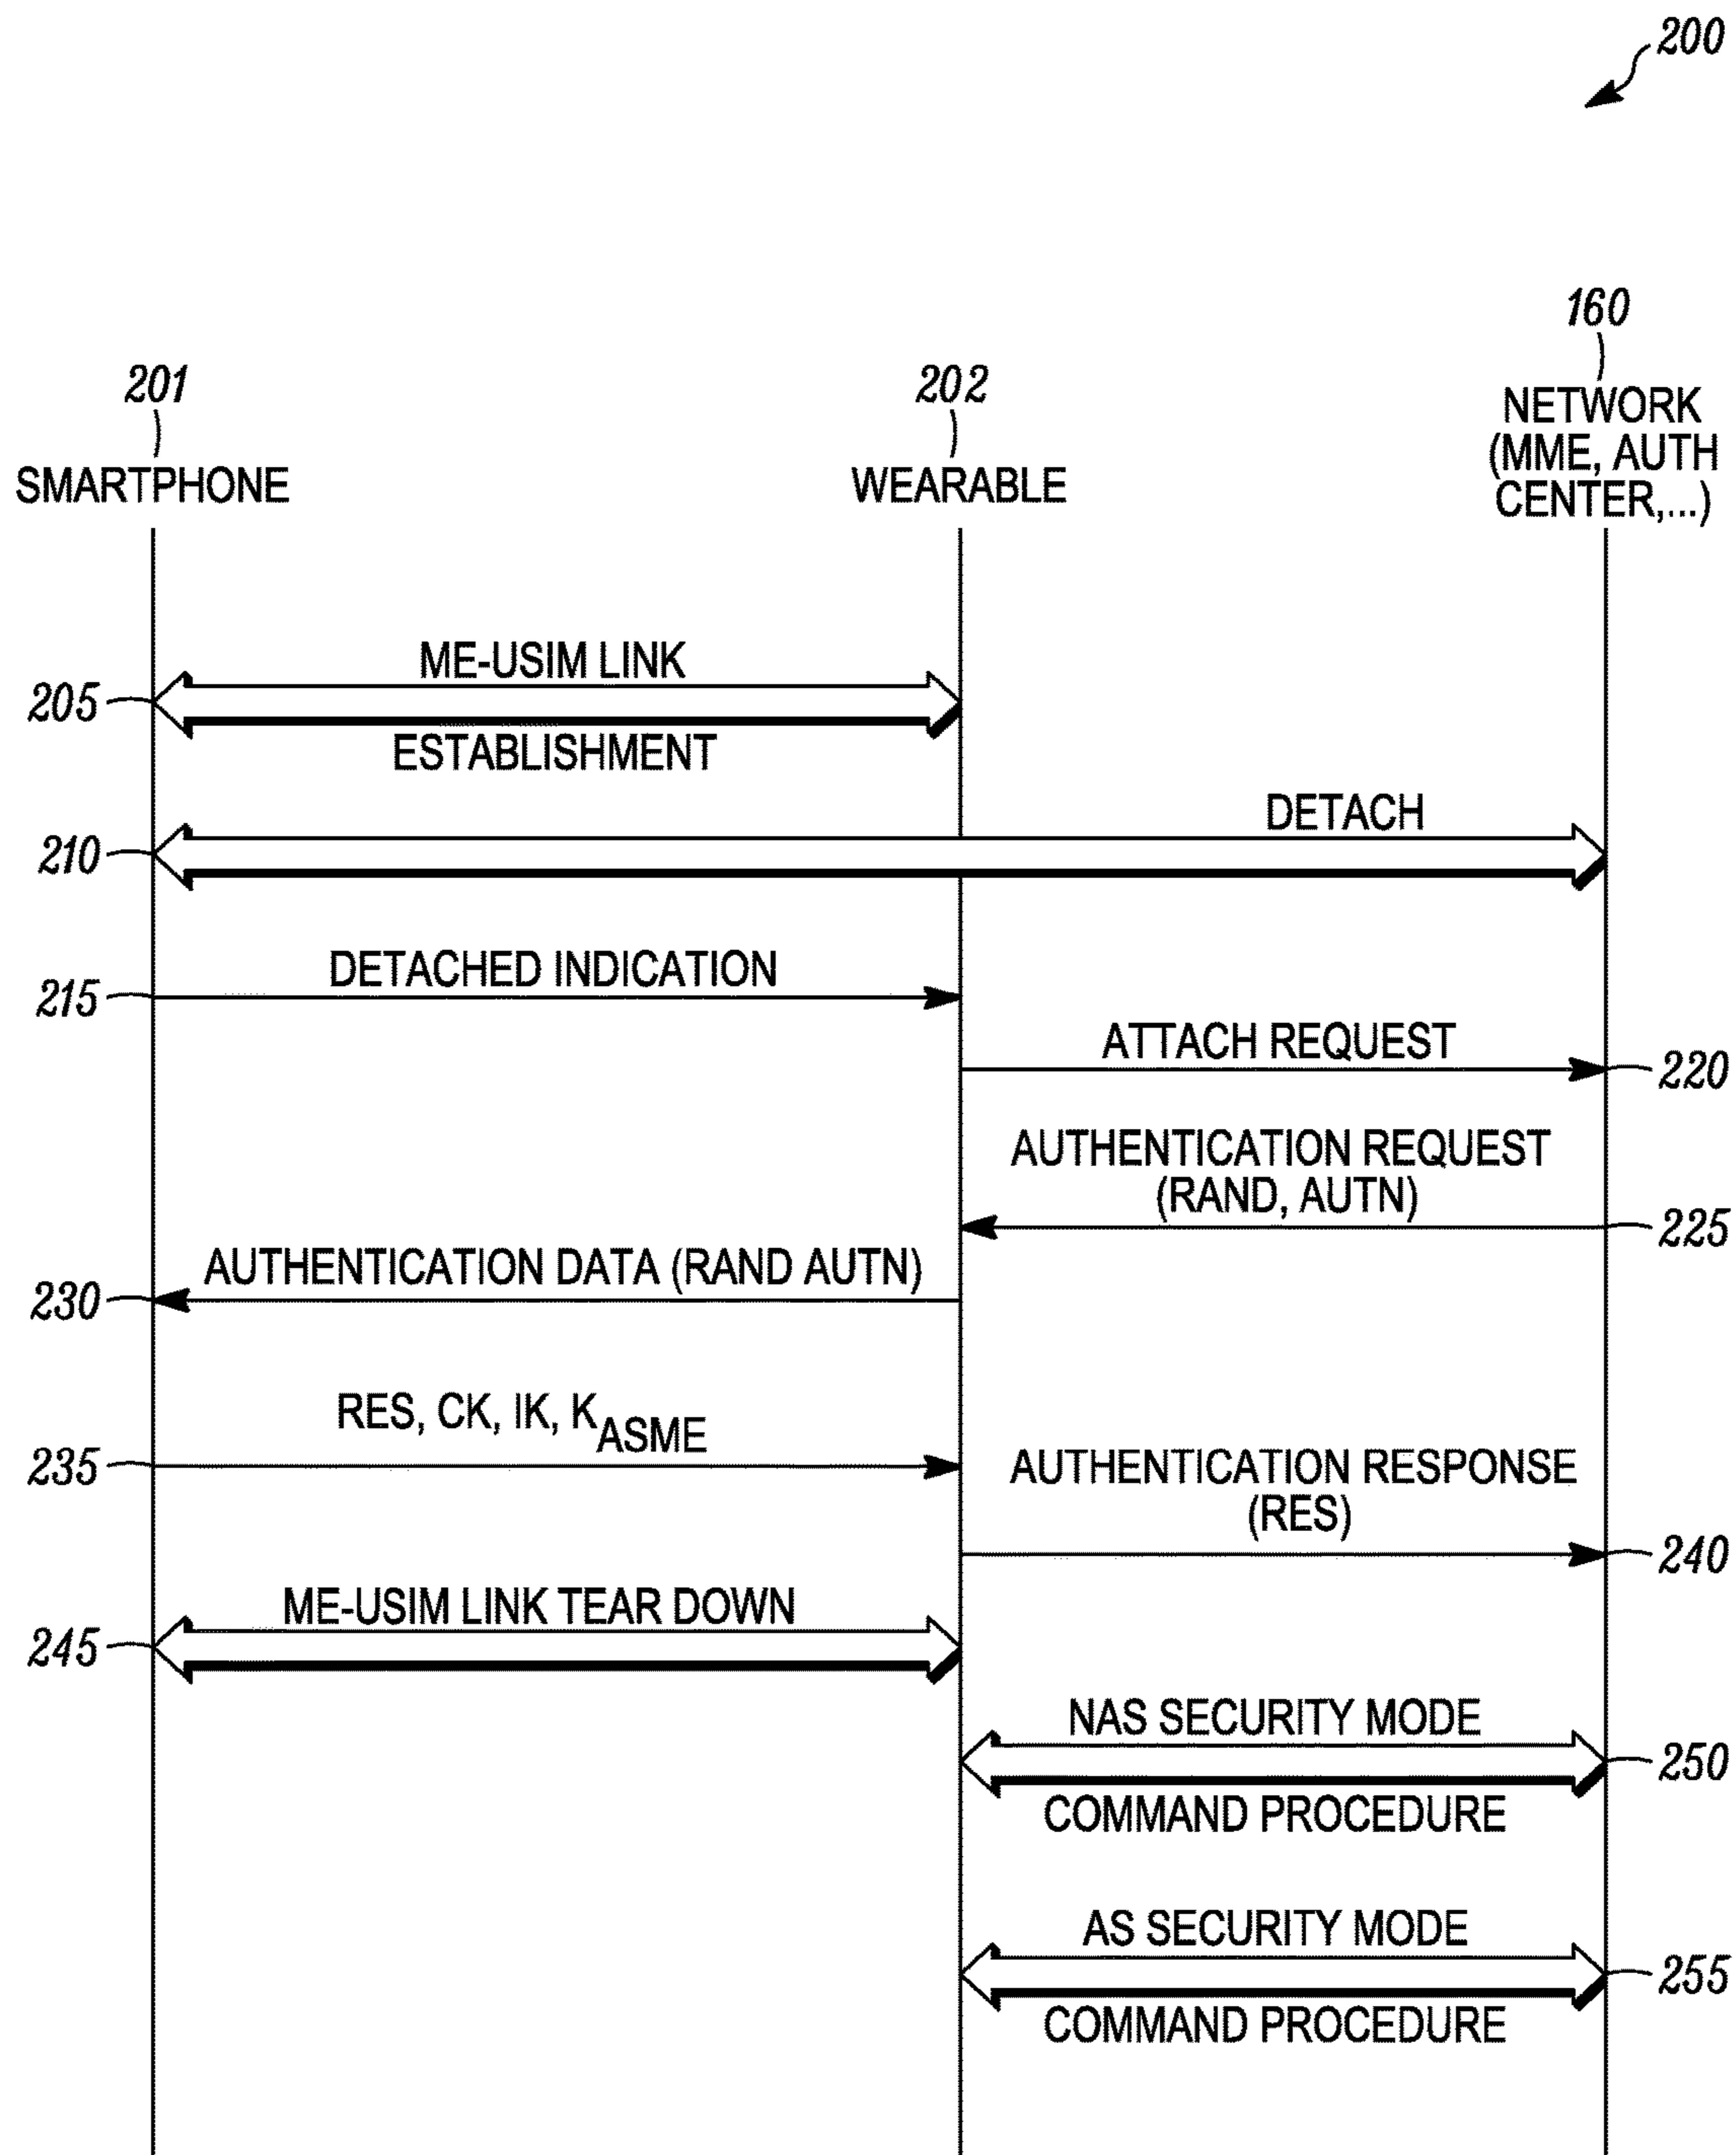 200
160
201
202
NETWORK
(MME, AUTH
CENTER,...)
SMARTPHONE
WEARABLE
ME-USIM LINK
205
ESTABLISHMENT
DETACH
210
DETACHED INDICATION
215
ATTACH REQUEST
220
AUTHENTICATION REQUEST
(RAND, AUTN)
225
AUTHENTICATION DATA (RAND AUTN)
230
RES, CK, IK, K ASME
235
AUTHENTICATION RESPONSE
(RES)
240
ME-USIM LINK TEAR DOWN
245
NAS SECURITY MODE
250
COMMAND PROCEDURE
AS SECURITY MODE
255
COMMAND PROCEDURE